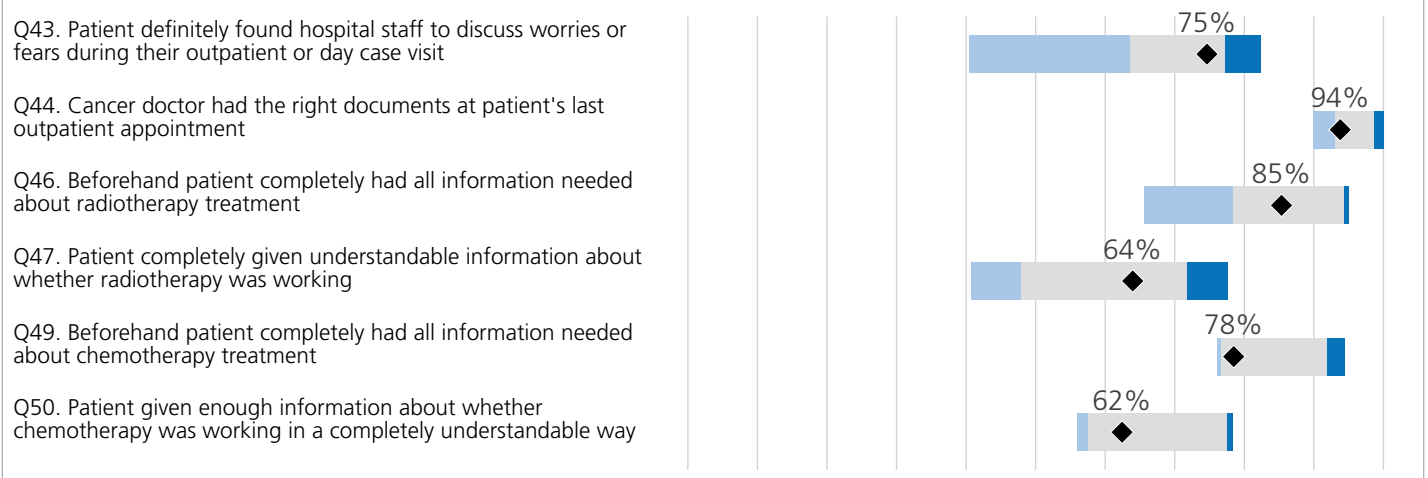 75%
Q43. Patient definitely found hospital staff to discuss worries or
fears during their outpatient or day case visit
94%
Q44. Cancer doctor had the right documents at patient's last
outpatient appointment
85%
Q46. Beforehand patient completely had all information needed
about radiotherapy treatment
64%
Q47. Patient completely given understandable information about
whether radiotherapy was working
78%
Q49. Beforehand patient completely had all information needed
about chemotherapy treatment
62%
Q50. Patient given enough information about whether
chemotherapy was working in a completely understandable way